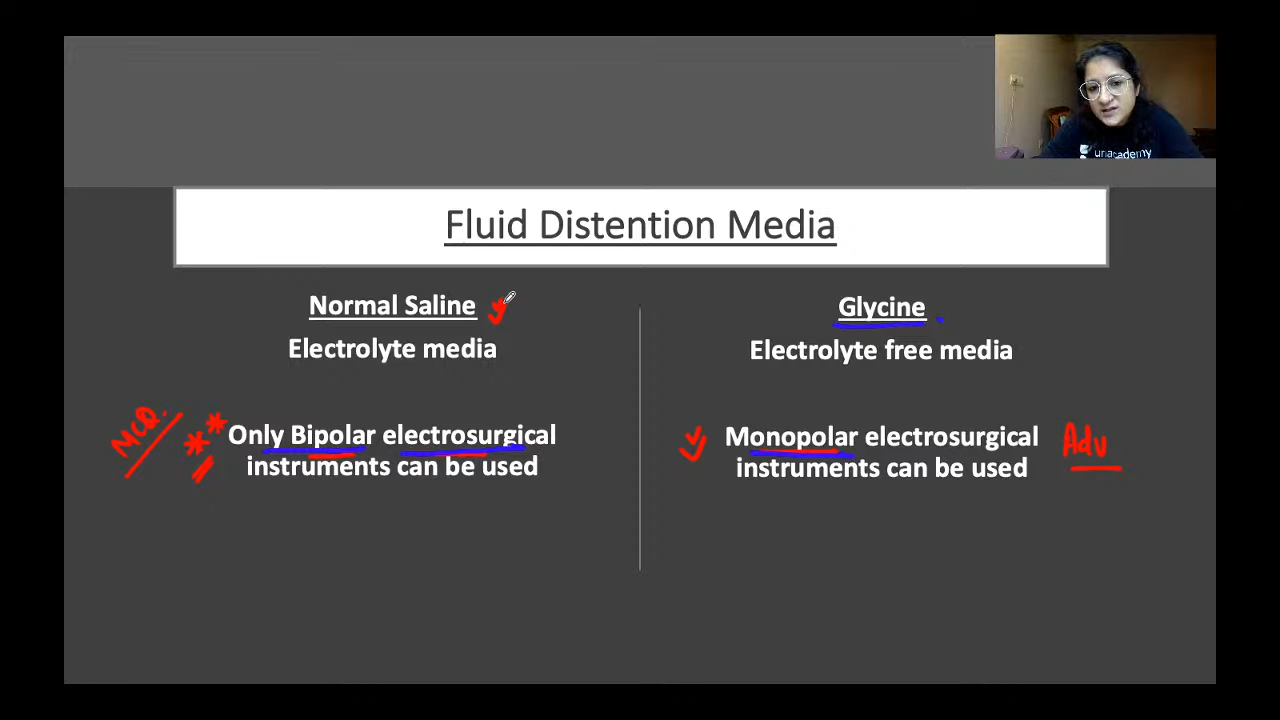 unacademy
Fluid Distention Media
Normal Saline
Electrolyte media
MCQ.
** Only Bipolar electrosurgical
instruments can be used
Glycine
Electrolyte free media
Monopolar electrosurgical
instruments can be used
Adv